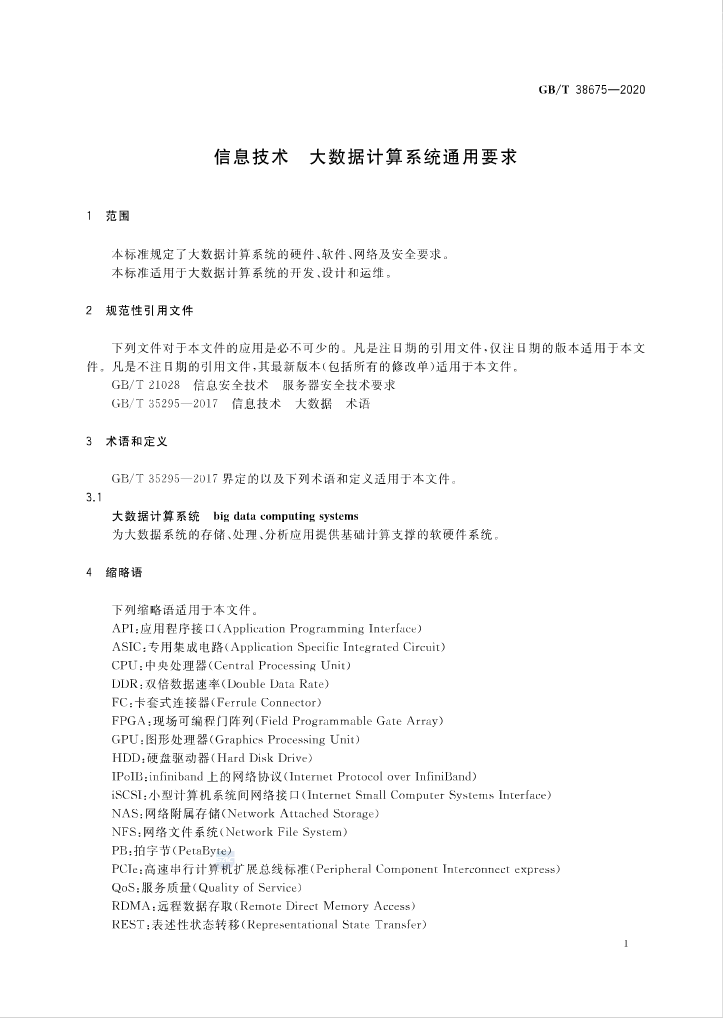 GB/T 38675—2020
信息技术 大数据计算系统通用要求
1 范围
本标准规定了大数据计算系统的硬件、软件、网络及安全要求。
本标准适用于大数据计算系统的开发、设计和运维。
2 规范性引用文件
下列文件对于本文件的应用是必不可少的。凡是注日期的引用文件,仅注日期的版本适用于本文
件。凡是不注日期的引用文件,其最新版本(包括所有的修改单)适用于本文件。
GB/T 21028 信息安全技术 服务器安全技术要求
GB/T 35295—2017 信息技术 大数据 术语
3 术语和定义
GB/T 35295—2017 界定的以及下列术语和定义适用于本文件。
3.1
大数据计算系统 big data computing systems
为大数据系统的存储、处理、分析应用提供基础计算支撑的软硬件系统。
4 缩略语
下列缩略语适用于本文件。
API:应用程序接口(Application Programming Interface)
ASIC:专用集成电路(Application Specific Integrated Circuit)
CPU:中央处理器(Central Processing Unit)
DDR:双倍数据速率(Double Data Rate)
FC:卡套式连接器(Ferrule Connector)
FPGA:现场可编程门阵列(Field Programmable Gate Array)
GPU:图形处理器(Graphics Processing Unit)
HDD:硬盘驱动器(Hard Disk Drive)
IPoIB:infiniband 上的网络协议(Internet Protocol over InfiniBand)
iSCSI:小型计算机系统间网络接口(Internet Small Computer Systems Interface)
NAS:网络附属存储(Network Attached Storage)
NFS:网络文件系统(Network File System)
PB:拍字节(PetaByte)
PCIe:高速串行计算机扩展总线标准(Peripheral Component Interconnect express)
QoS:服务质量(Quality of Service)
RDMA:远程数据存取(Remote Direct Memory Access)
REST:表述性状态转移(Representational State Transfer)
1